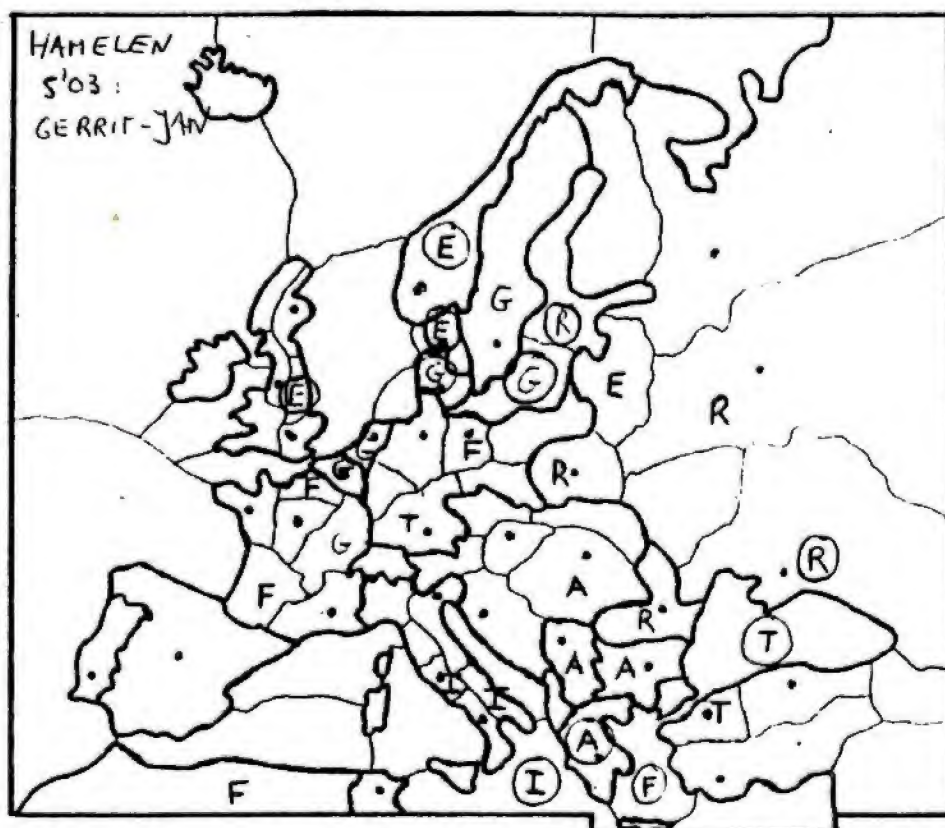 HAMELEN
S'03 :
GERRIT-JAN
E
G
E R
G G E
E R
G F
F G R
T
G
F A R
R T
A A
I I T
A
F I F